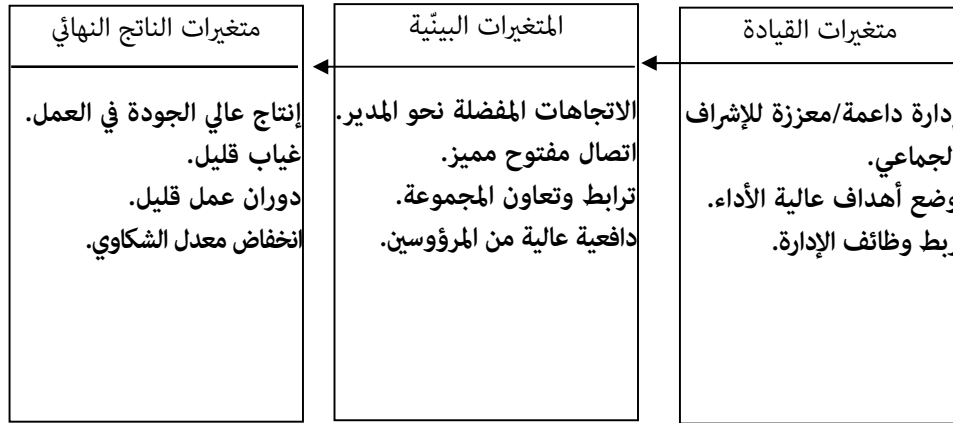 متغيرات القيادة
دارة داعمة/معززة للإشراف
لجماعي.
وضع أهداف عالية الأداء.
ربط وظائف الإدارة.
المتغيرات البينّية
الاتجاهات المفضلة نحو المدير.
اتصال مفتوح مميز.
ترابط وتعاون المجموعة.
دافعية عالية من المرؤوسين.
متغيرات الناتج النهائي
إنتاج عالي الجودة في العمل.
غياب قليل.
دوران عمل قليل.
انخفاض معدل الشكاوي.